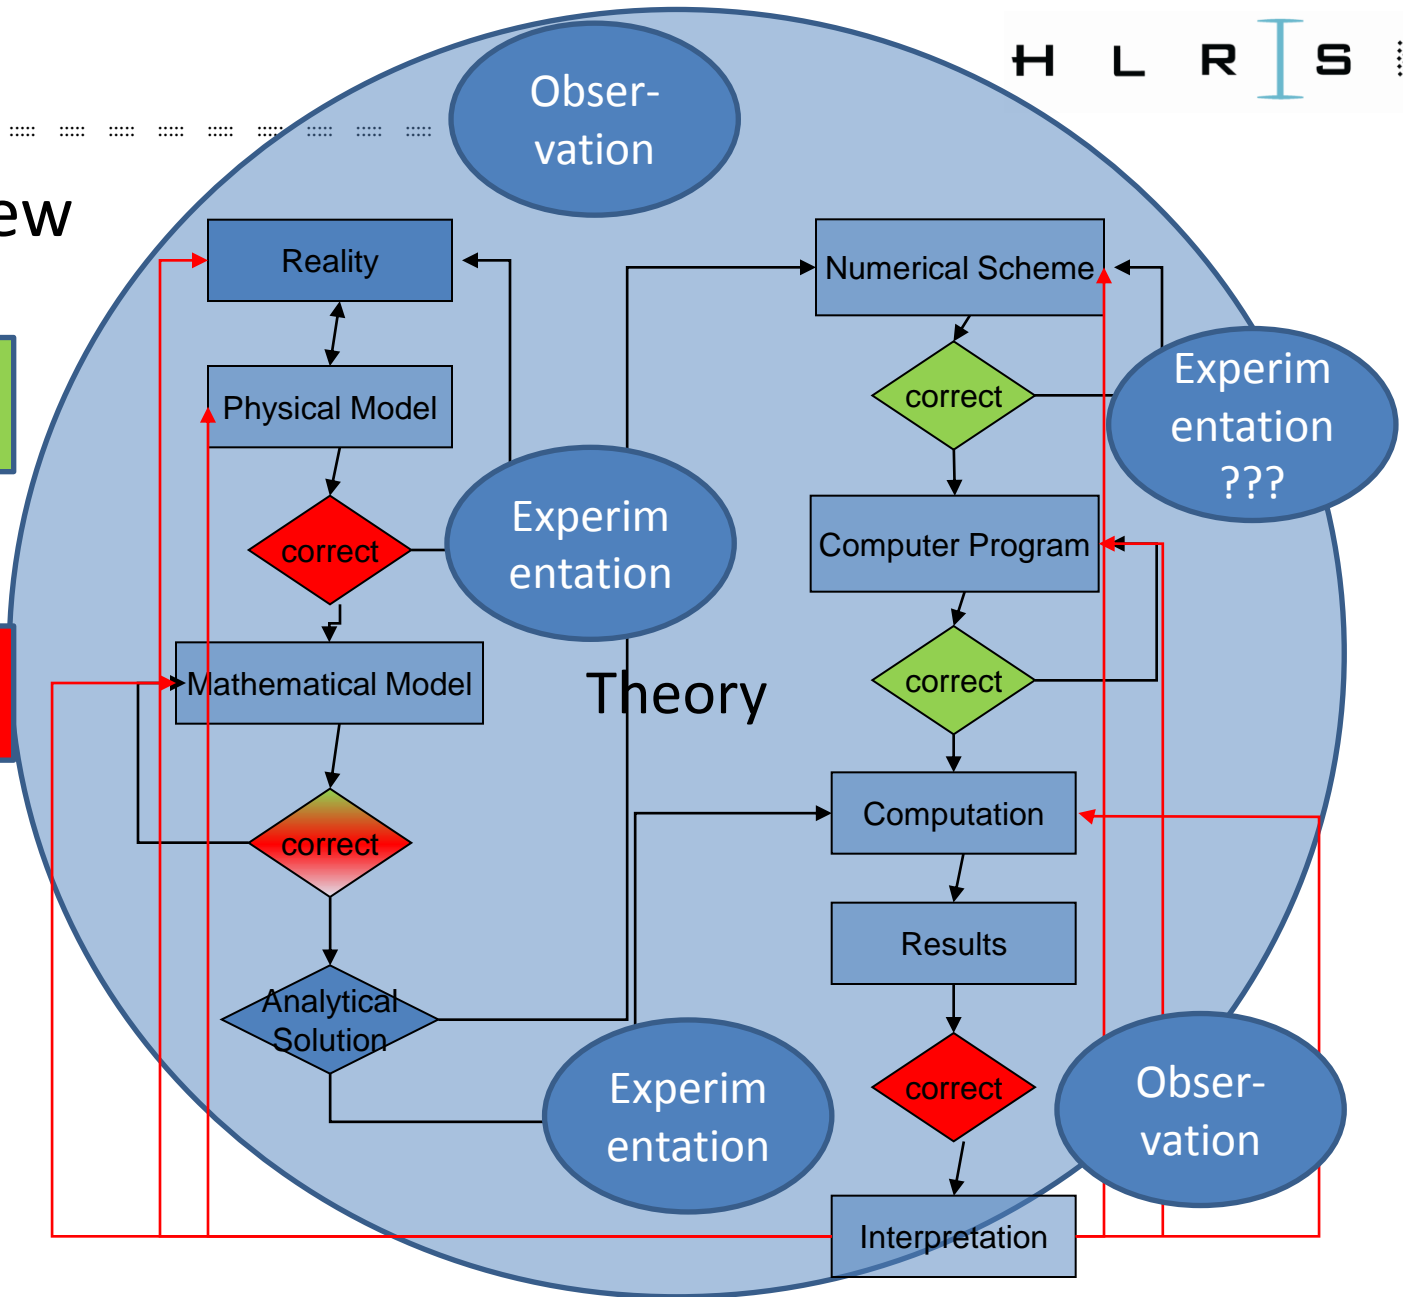 H L R I S
Obser-
vation
ew
Reality
Physical Model
correct
Experim
entation
Mathematical Model
correct
Analytical
Solution
Theory
Experim
entation
Numerical Scheme
correct
Experim
entation
???
Computer Program
correct
Computation
Results
correct
Obser-
vation
Interpretation